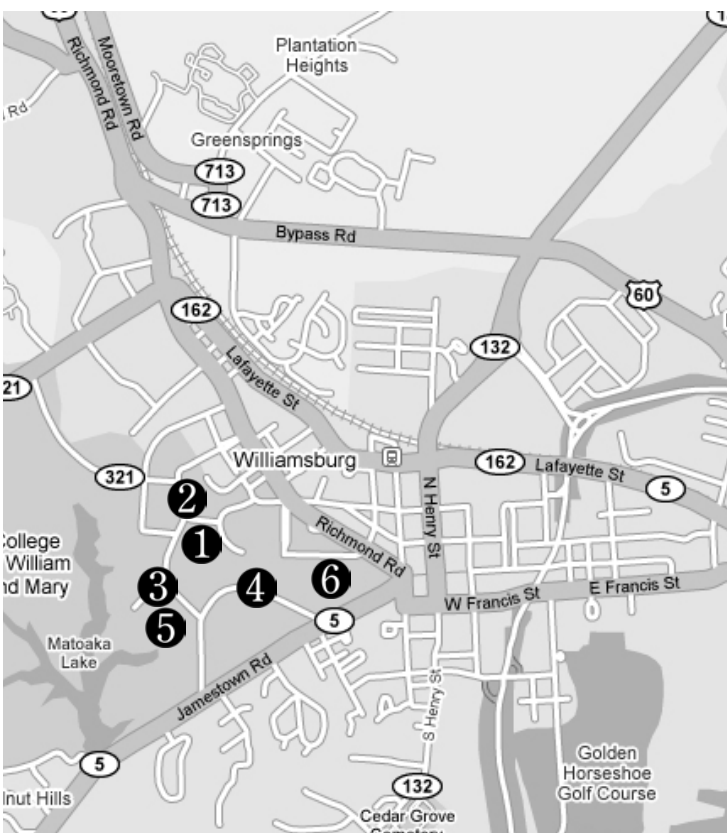 Plantation
Heights
Richmond Rd
Mooretown Rd
Rd
Greensprings
713
713
Bypass Rd
60
162
132
Lafayette St
21
Williamsburg
162
Lafayette St
321
5
2
N Henry St
1
Richmond Rd
College
William
nd Mary
3
4
6
E Francis St
W Francis St
5
5
Matoaka
Lake
Jamestown Rd
S Henry St
5
Golden
Horseshoe
Golf Course
132
lnut Hills
Cedar Grove
Cemetery